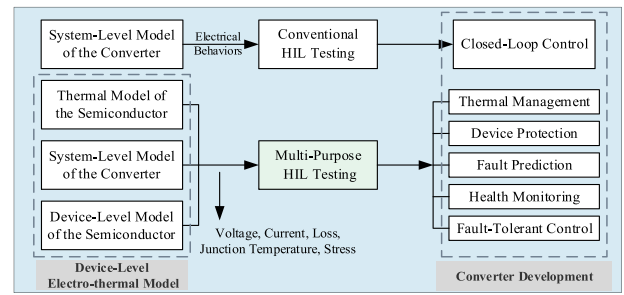 System-Level Model
of the Converter
Electrical
Behaviors
Conventional
HIL Testing
Closed-Loop Control
Thermal Model of
the Semiconductor
System-Level Model
of the Converter
Device-Level Model
of the Semiconductor
Multi-Purpose
HIL Testing
Voltage, Current, Loss,
Junction Temperature, Stress
Thermal Management
Device Protection
Fault Prediction
Health Monitoring
Fault-Tolerant Control
Device-Level
Electro-thermal Model
Converter Development